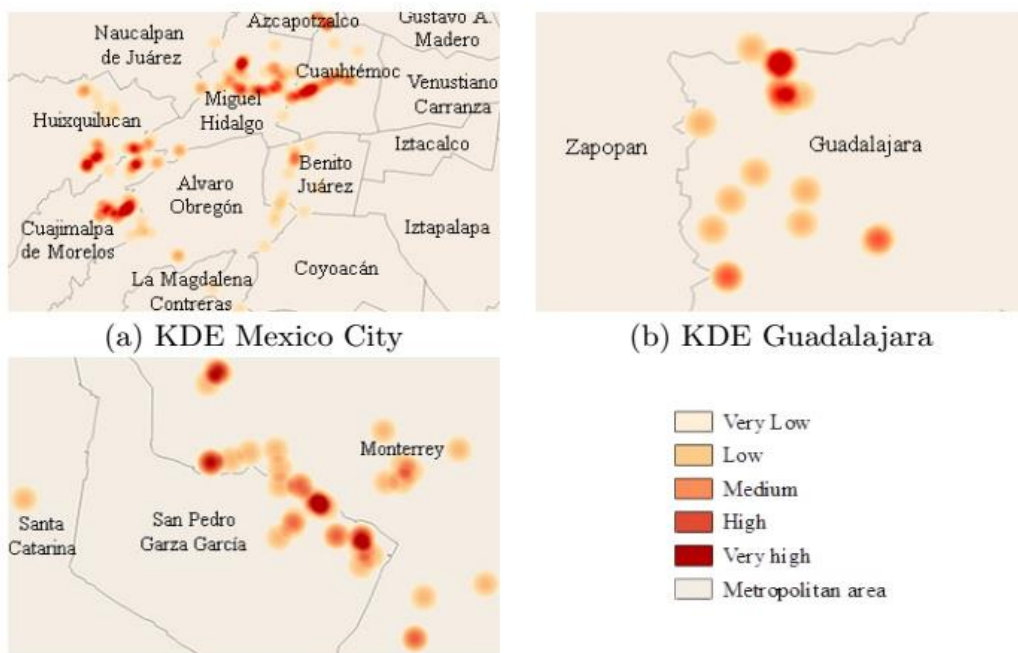 Azcapotzalco
Gustavo A.
Madero
Naucalpan
de Juárez
Cuauhtémoc
Venustiano
Carranza
Miguel
Hidalgo
Huixquilucan
Iztacalco
Benito
Juárez
Alvaro
Obregón
Iztapalapa
Cuajimalpa
de Morelos
Coyoacán
La Magdalena
Contreras
(a) KDE Mexico City
Zapopan
Guadalajara
(b) KDE Guadalajara
Monterrey
Santa
Catarina
San Pedro
Garza García
Very Low
Low
Medium
High
Very high
Metropolitan area